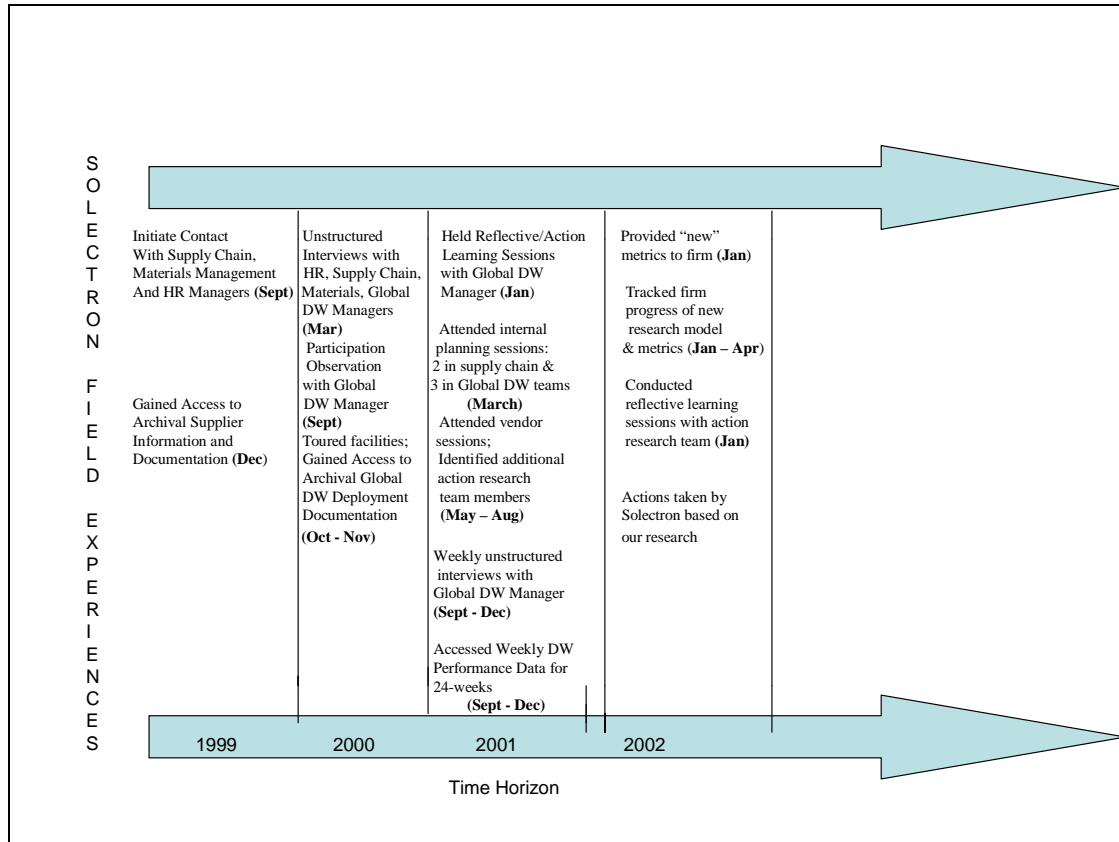 SOLECTRON FIELD EXPERIENCES
Initiate Contact
With Supply Chain,
Materials Management
And HR Managers (Sept)
Gained Access to
Archival Supplier
Information and
Documentation (Dec)
Unstructured
Interviews with
HR, Supply Chain,
Materials, Global
DW Managers
(Mar)
Participation
Observation
with Global
DW Manager
(Sept)
Toured facilities;
Gained Access to
Archival Global
DW Deployment
Documentation
(Oct - Nov)
Held Reflective/Action
Learning Sessions
with Global DW
Manager (Jan)
Attended internal
planning sessions:
2 in supply chain &
3 in Global DW teams
(March)
Attended vendor
sessions;
Identified additional
action research
team members
(May – Aug)
Weekly unstructured
interviews with
Global DW Manager
(Sept - Dec)
Accessed Weekly DW
Performance Data for
24-weeks
(Sept - Dec)
Provided “new”
metrics to firm (Jan)
Tracked firm
progress of new
research model
& metrics (Jan – Apr)
Conducted
reflective learning
sessions with action
research team (Jan)
Actions taken by
Solectron based on
our research
1999 2000 2001 2002
Time Horizon